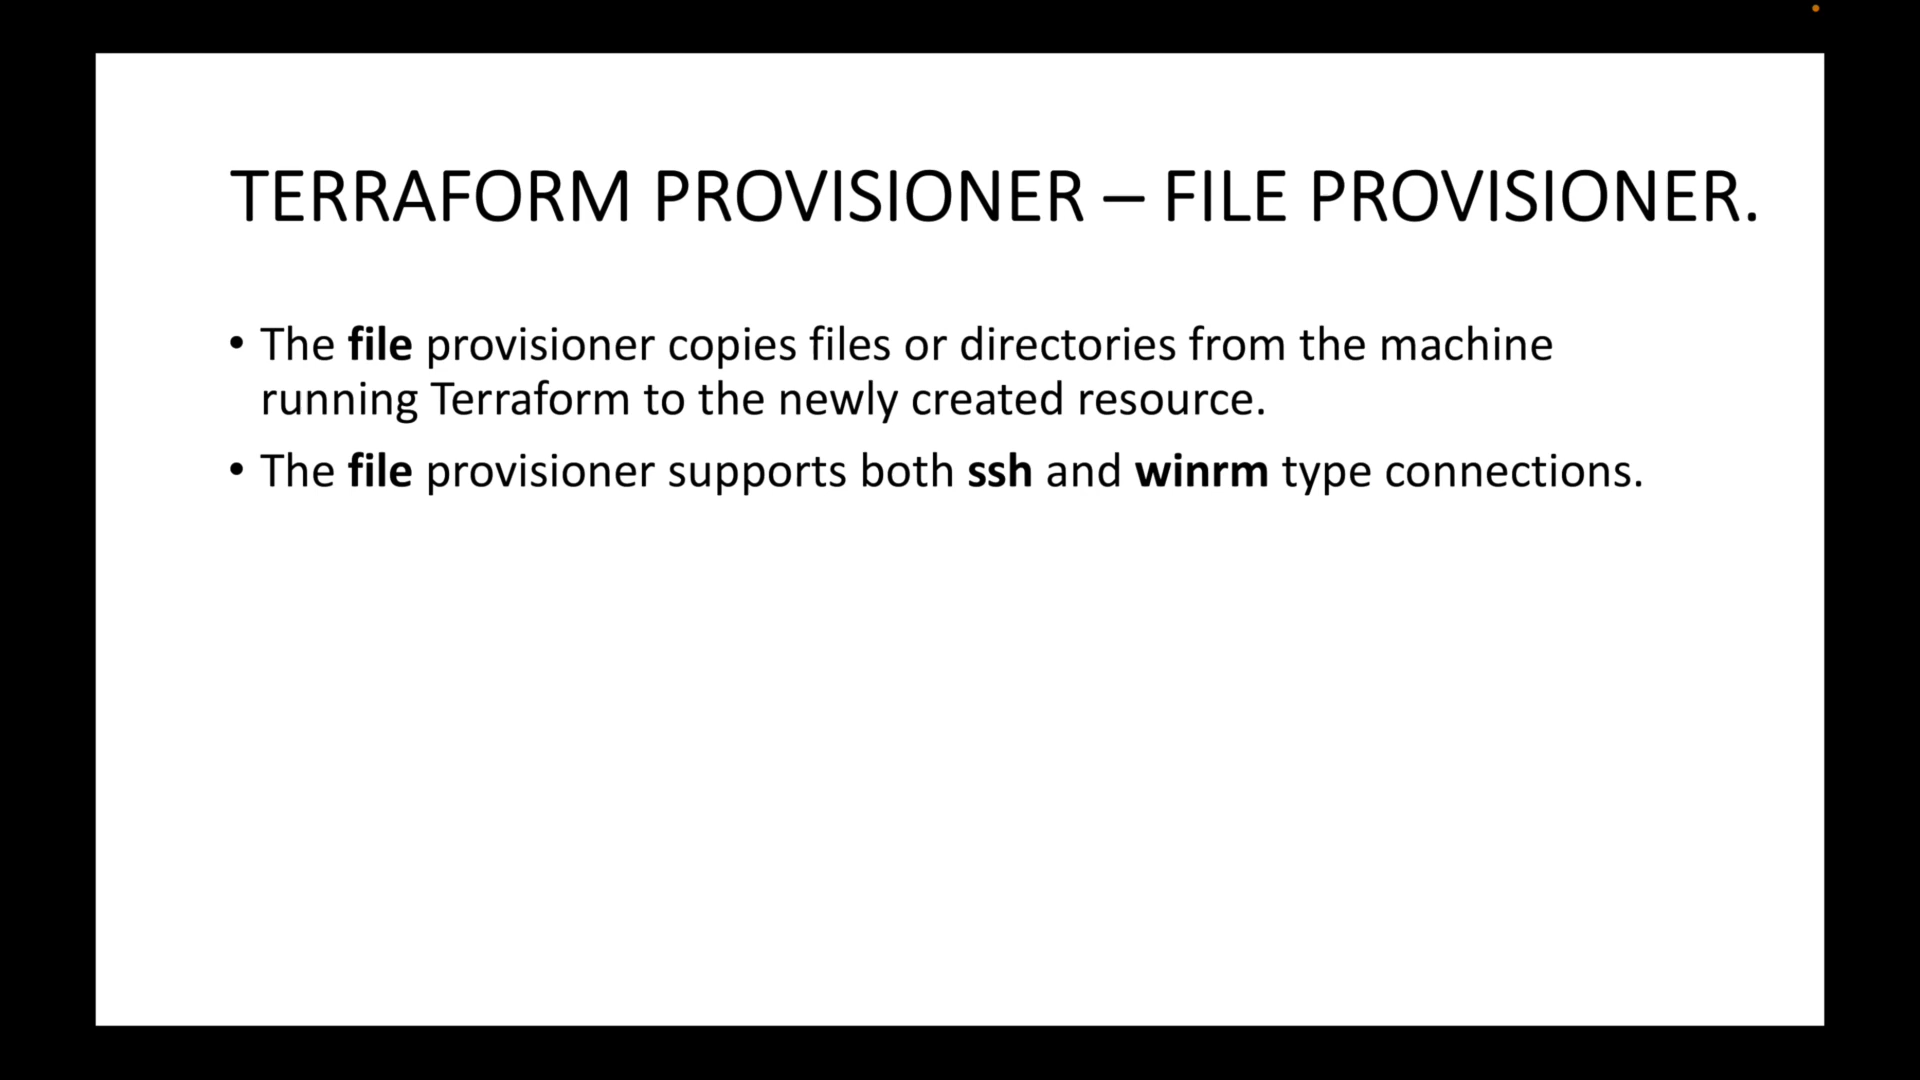 TERRAFORM PROVISIONER – FILE PROVISIONER.
• The file provisioner copies files or directories from the machine
running Terraform to the newly created resource.
• The file provisioner supports both ssh and winrm type connections.